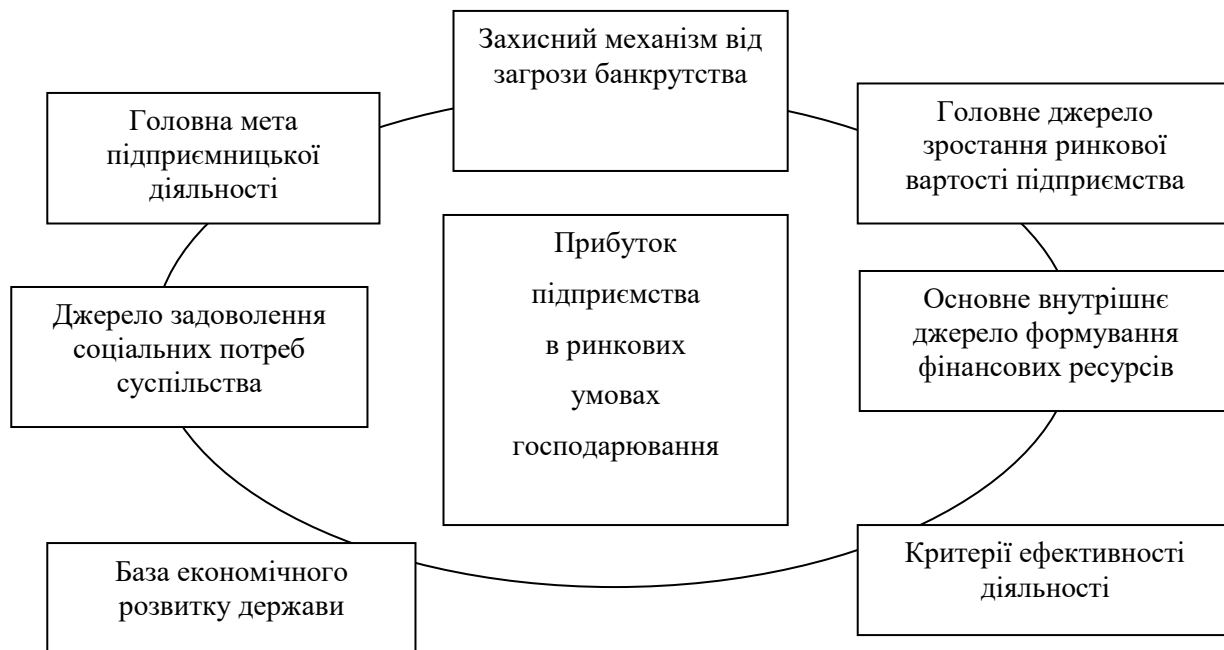 Захисний механізм від
загрози банкрутства
Головна мета
підприємницької
діяльності
Головне джерело
зростання ринкової
вартості підприємства
Прибуток
підприємства
в ринкових
умовах
господарювання
Джерело задоволення
соціальних потреб
суспільства
Основне внутрішнє
джерело формування
фінансових ресурсів
База економічного
розвитку держави
Критерії ефективності
діяльності